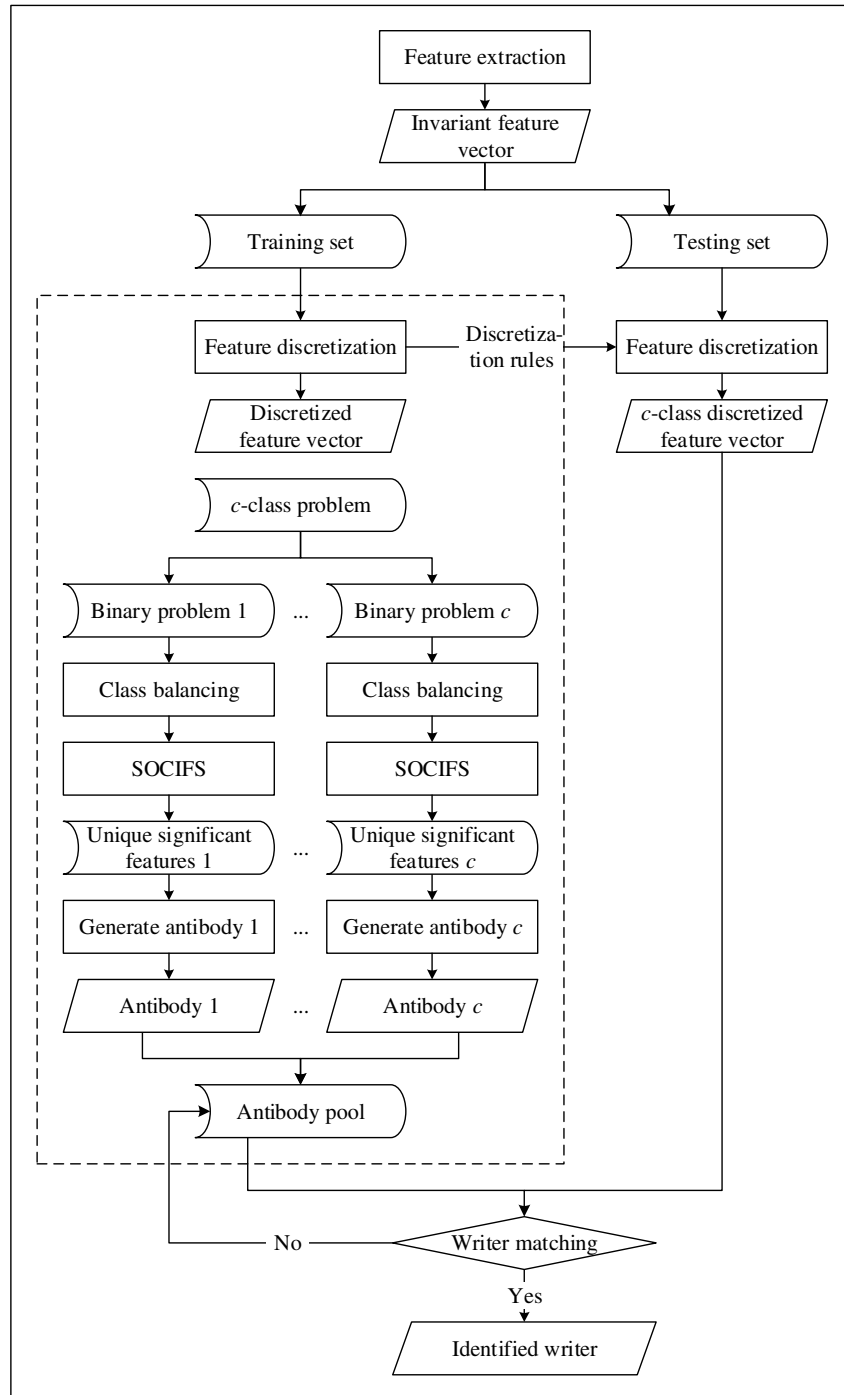 Feature extraction
Invariant feature
vector
Training set
Testing set
Feature discretization
Discretiza-
tion rules
Feature discretization
Discretized
feature vector
c-class discretized
feature vector
c-class problem
Binary problem 1
...
Binary problem c
Class balancing
Class balancing
SOCIFS
SOCIFS
Unique significant
features 1
...
Unique significant
features c
Generate antibody 1
...
Generate antibody c
Antibody 1
...
Antibody c
Antibody pool
No
Writer matching
Yes
Identified writer